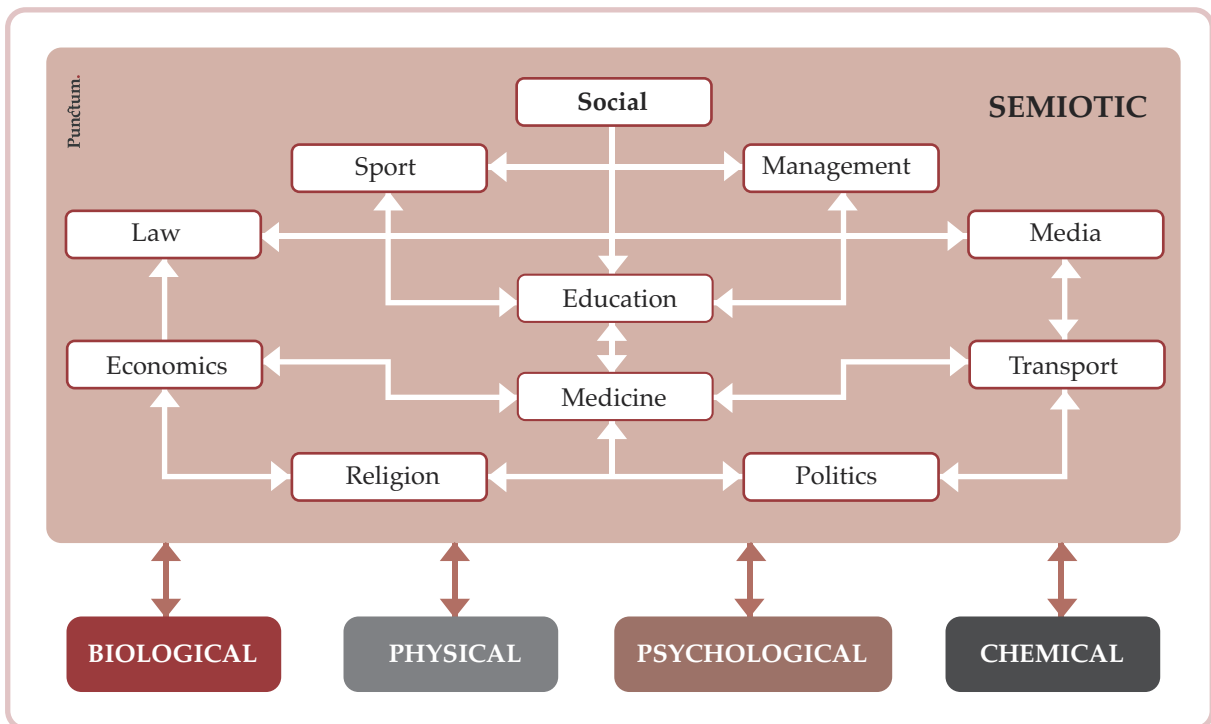 Punctum.
Social
SEMIOTIC
Sport
Management
Law
Media
Education
Economics
Transport
Medicine
Religion
Politics
BIOLOGICAL
PHYSICAL
PSYCHOLOGICAL
CHEMICAL